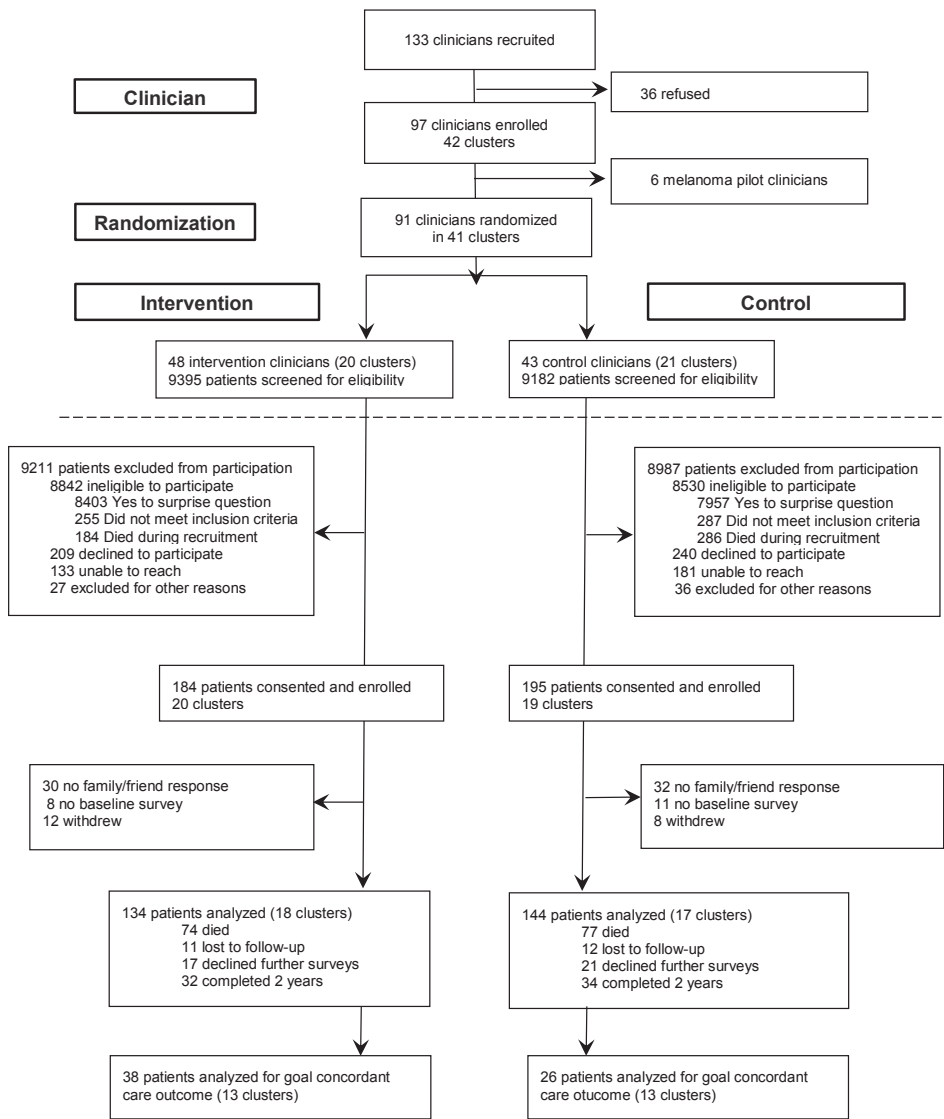 133 clinicians recruited
Clinician
36 refused
97 clinicians enrolled
42 clusters
6 melanoma pilot clinicians
Randomization
91 clinicians randomized
in 41 clusters
Intervention
Control
48 intervention clinicians (20 clusters)
9395 patients screened for eligibility
43 control clinicians (21 clusters)
9182 patients screened for eligibility
9211 patients excluded from participation
8842 ineligible to participate
8403 Yes to surprise question
255 Did not meet inclusion criteria
184 Died during recruitment
209 declined to participate
133 unable to reach
27 excluded for other reasons
8987 patients excluded from participation
8530 ineligible to participate
7957 Yes to surprise question
287 Did not meet inclusion criteria
286 Died during recruitment
240 declined to participate
181 unable to reach
36 excluded for other reasons
184 patients consented and enrolled
20 clusters
195 patients consented and enrolled
19 clusters
30 no family/friend response
8 no baseline survey
12 withdrew
32 no family/friend response
11 no baseline survey
8 withdrew
134 patients analyzed (18 clusters)
74 died
11 lost to follow-up
17 declined further surveys
32 completed 2 years
144 patients analyzed (17 clusters)
77 died
12 lost to follow-up
21 declined further surveys
34 completed 2 years
38 patients analyzed for goal concordant
care outcome (13 clusters)
26 patients analyzed for goal concordant
care otucome (13 clusters)